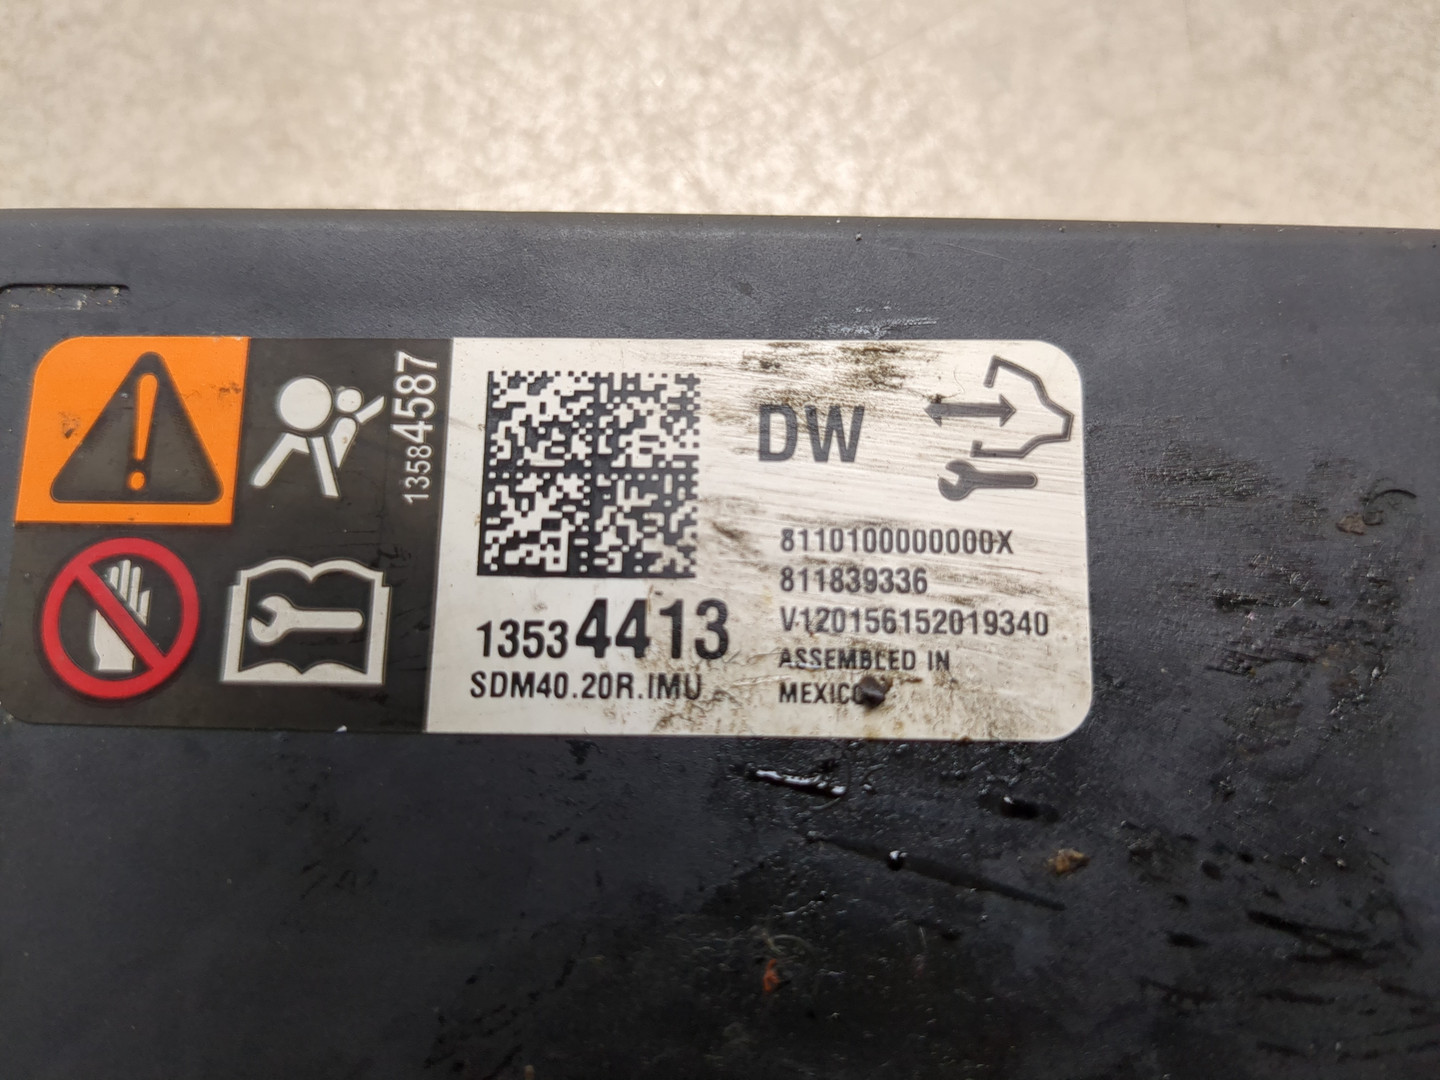 13584587
DW
8110100000000X
811839336
V120156152019340
ASSEMBLED IN
MEXICO
13534413
SDM40.20R.IMU